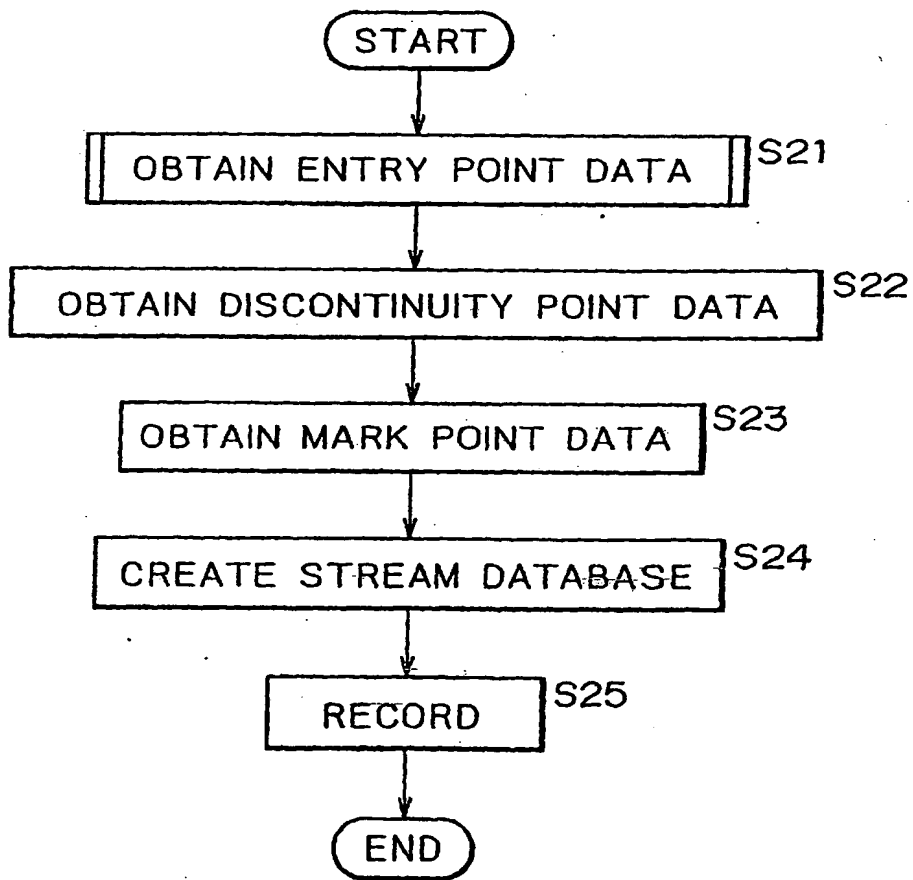 START
OBTAIN ENTRY POINT DATA S21
OBTAIN DISCONTINUITY POINT DATA S22
OBTAIN MARK POINT DATA S23
CREATE STREAM DATABASE S24
RECORD S25
END